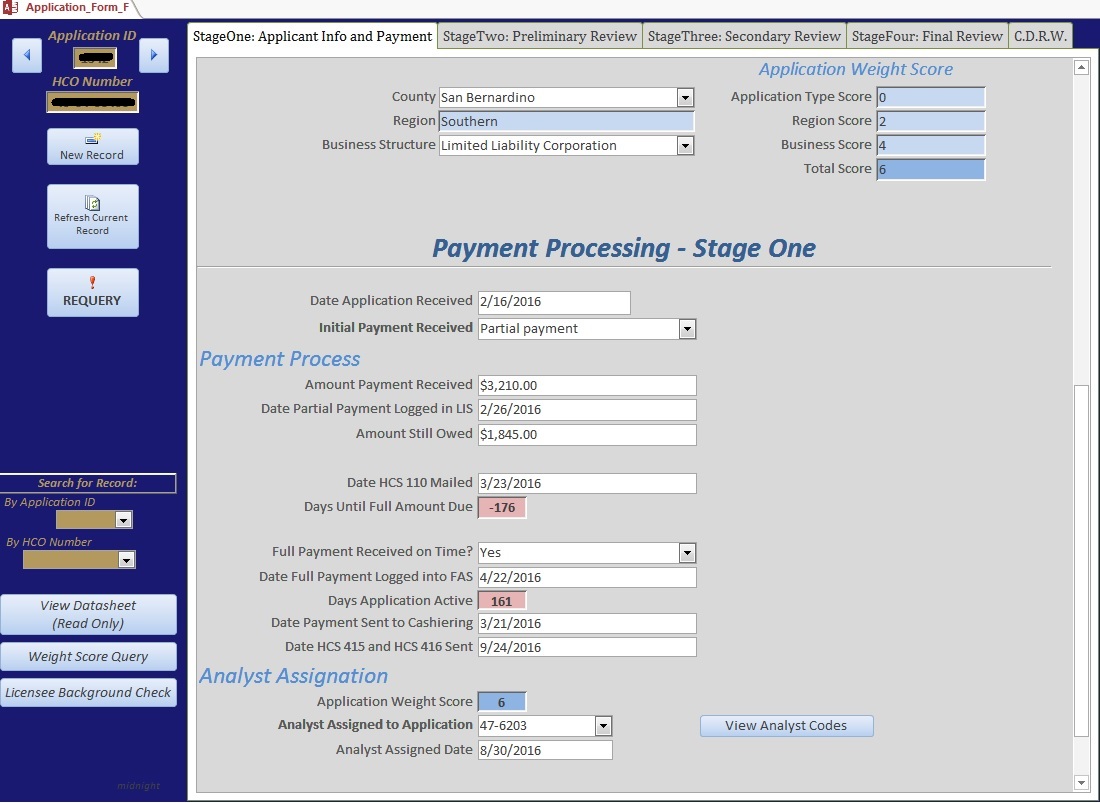 Application_Form_F
Application ID
HCO Number
New Record
Refresh Current
Record
REQUERY
Search for Record:
By Application ID
By HCO Number
View Datasheet
(Read Only)
Weight Score Query
Licensee Background Check
midnight
StageOne: Applicant Info and Payment StageTwo: Preliminary Review StageThree: Secondary Review StageFour: Final Review C.D.R.W.
Application Weight Score
County San Bernardino Application Type Score 0
Region Southern Region Score 2
Business Structure Limited Liability Corporation Business Score 4
Total Score 6
Payment Processing - Stage One
Date Application Received 2/16/2016
Initial Payment Received Partial payment
Payment Process
Amount Payment Received $3,210.00
Date Partial Payment Logged in LIS 2/26/2016
Amount Still Owed $1,845.00
Date HCS 110 Mailed 3/23/2016
Days Until Full Amount Due -176
Full Payment Received on Time? Yes
Date Full Payment Logged into FAS 4/22/2016
Days Application Active 161
Date Payment Sent to Cashiering 3/21/2016
Date HCS 415 and HCS 416 Sent 9/24/2016
Analyst Assignation
Application Weight Score 6
Analyst Assigned to Application 47-6203 View Analyst Codes
Analyst Assigned Date 8/30/2016